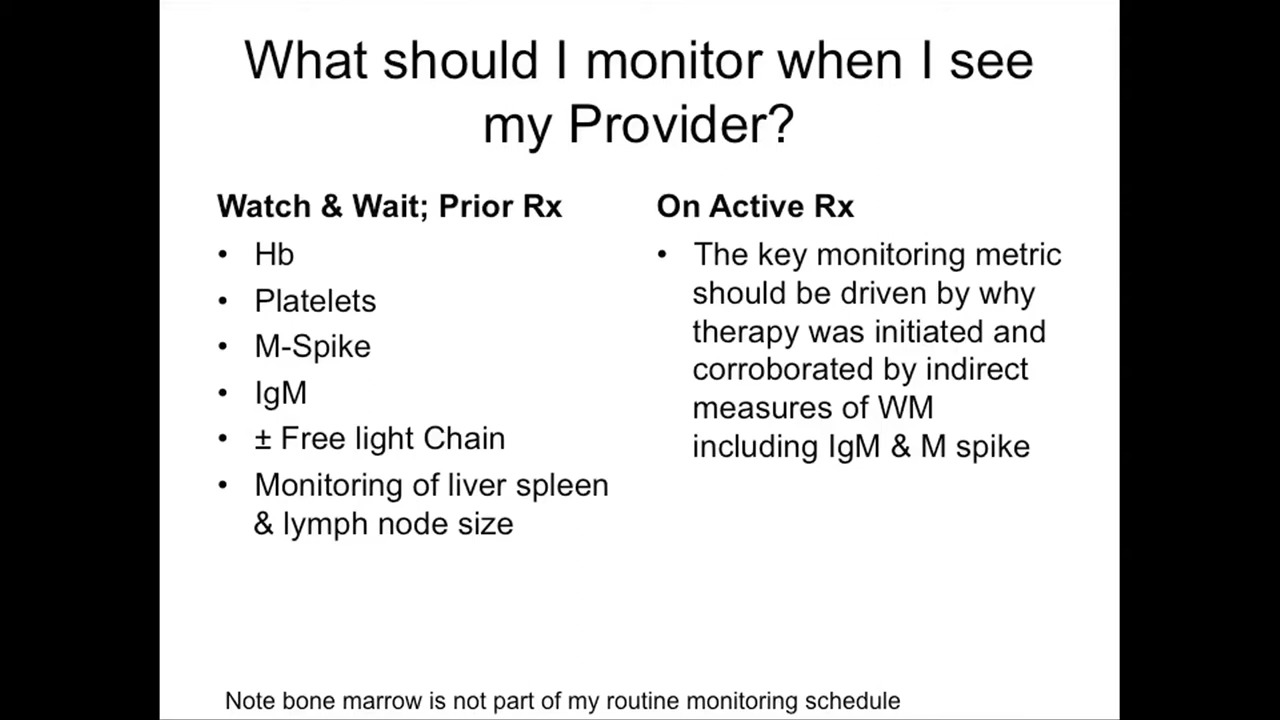 What should I monitor when I see
my Provider?
Watch & Wait; Prior Rx
• Hb
• Platelets
• M-Spike
• IgM
• ± Free light Chain
• Monitoring of liver spleen
& lymph node size
On Active Rx
• The key monitoring metric
should be driven by why
therapy was initiated and
corroborated by indirect
measures of WM
including IgM & M spike
Note bone marrow is not part of my routine monitoring schedule